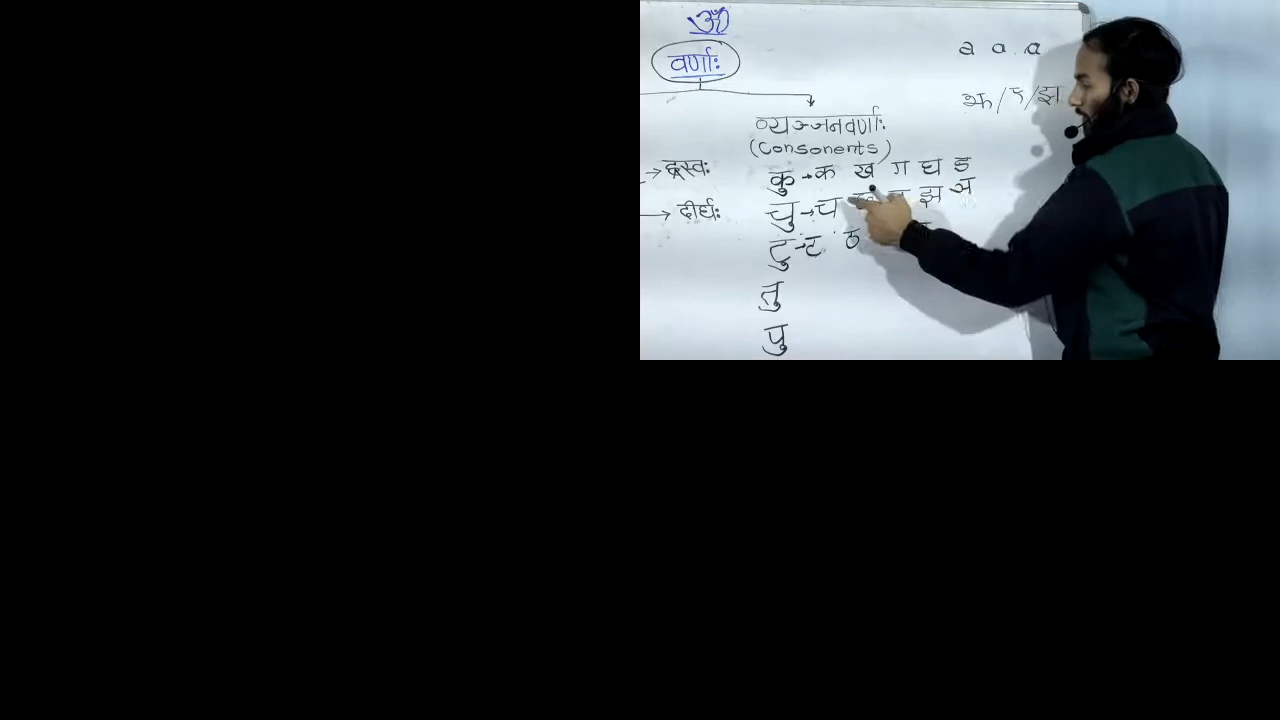 ॐ
वर्णाः
a a a
झ
व्यञ्जनवर्णाः
(Consonents)
ह्रस्वः
दीर्घः
कु → क ख ग घ ङ
चु → च झ ञ
टु → ट ठ
तु
पु